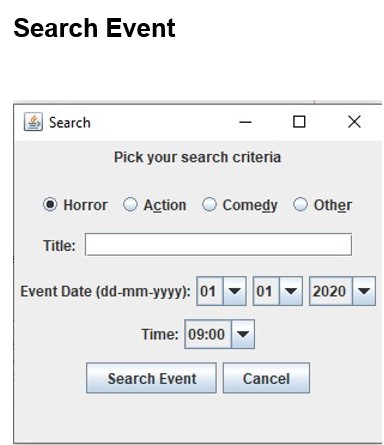 Search Event
Search
Pick your search criteria
Horror Action Comedy Other
Title:
Event Date (dd-mm-yyyy): 01 01 2020
Time: 09:00
Search Event Cancel